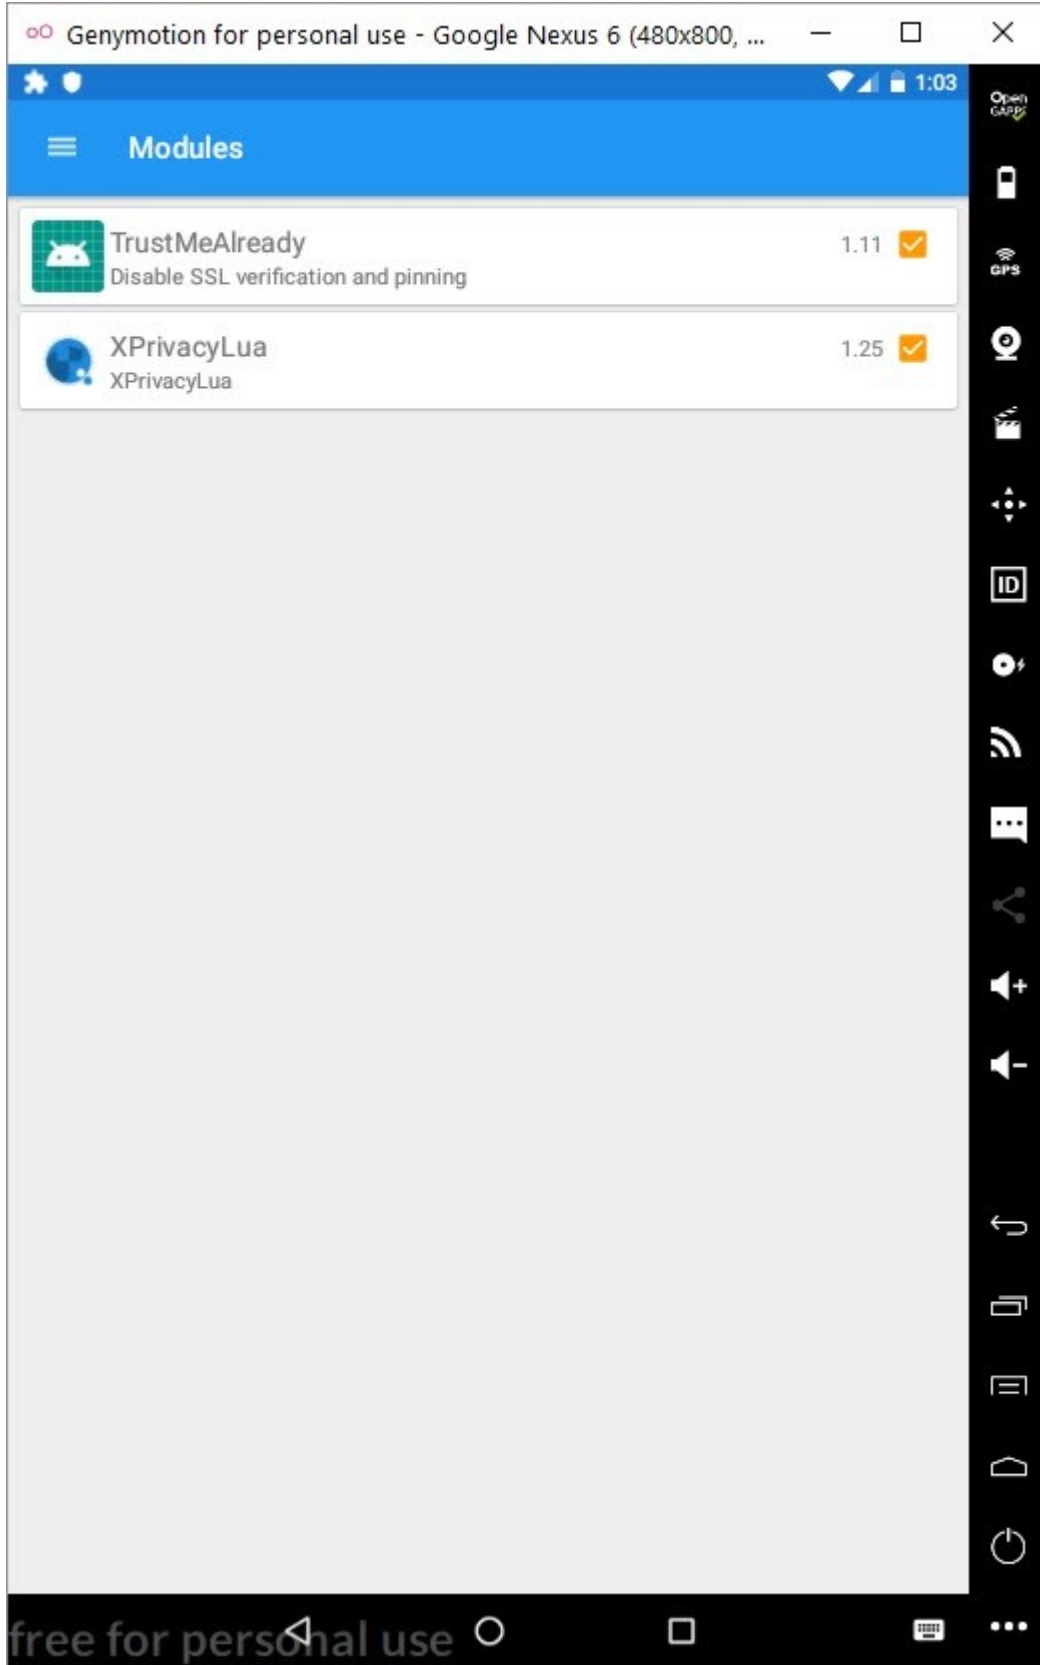 Genymotion for personal use - Google Nexus 6 (480x800, ...
1:03
Open
GAPPS
Modules
TrustMeAlready
1.11
Disable SSL verification and pinning
GPS
XPrivacyLua
1.25
XPrivacyLua
ID
free for personal use